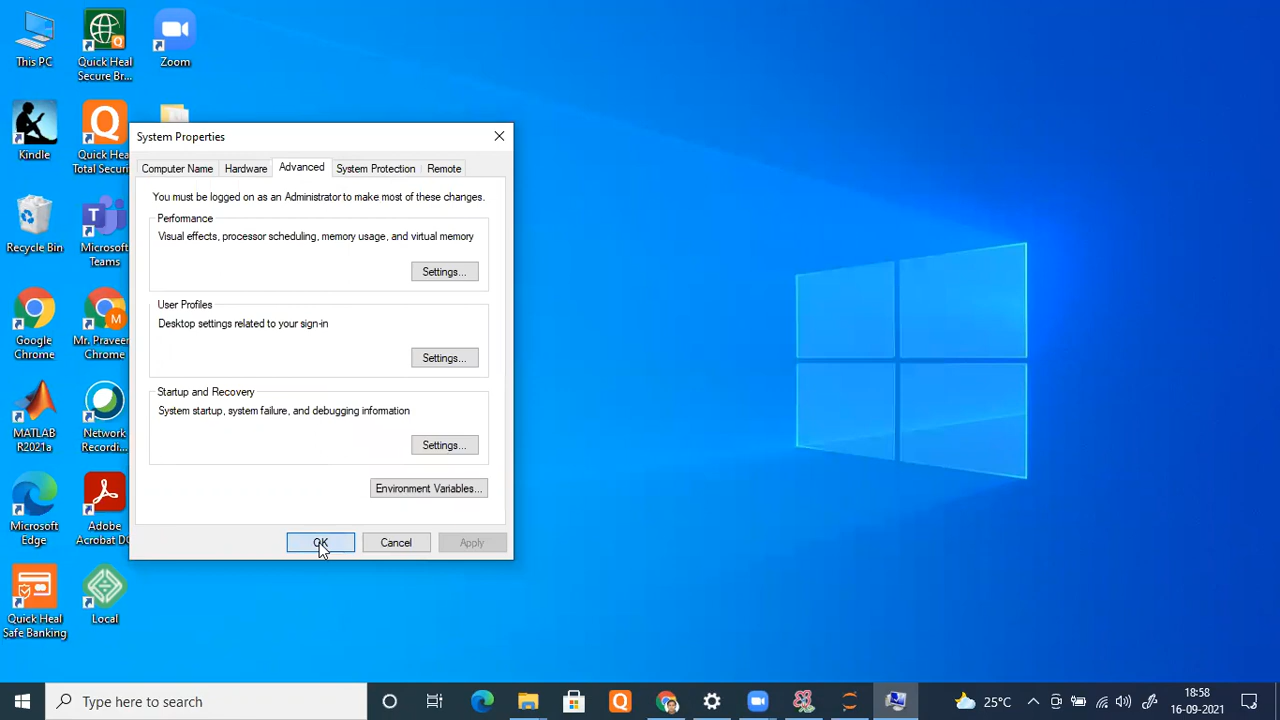 This PC
Quick Heal
Secure Br...
Zoom
Kindle
Quick Hea
Total Securi
Recycle Bin
Microsoft
Teams
Google
Chrome
Mr. Praveen
Chrome
MATLAB
R2021a
Network
Recordi...
Microsoft
Edge
Adobe
Acrobat DC
Quick Heal
Safe Banking
Local
System Properties
Computer Name
Hardware
Advanced
System Protection
Remote
You must be logged on as an Administrator to make most of these changes.
Performance
Visual effects, processor scheduling, memory usage, and virtual memory
Settings...
User Profiles
Desktop settings related to your sign-in
Settings...
Startup and Recovery
System startup, system failure, and debugging information
Settings...
Environment Variables...
OK
Cancel
Apply
Type here to search
25°C
18:58
16-09-2021